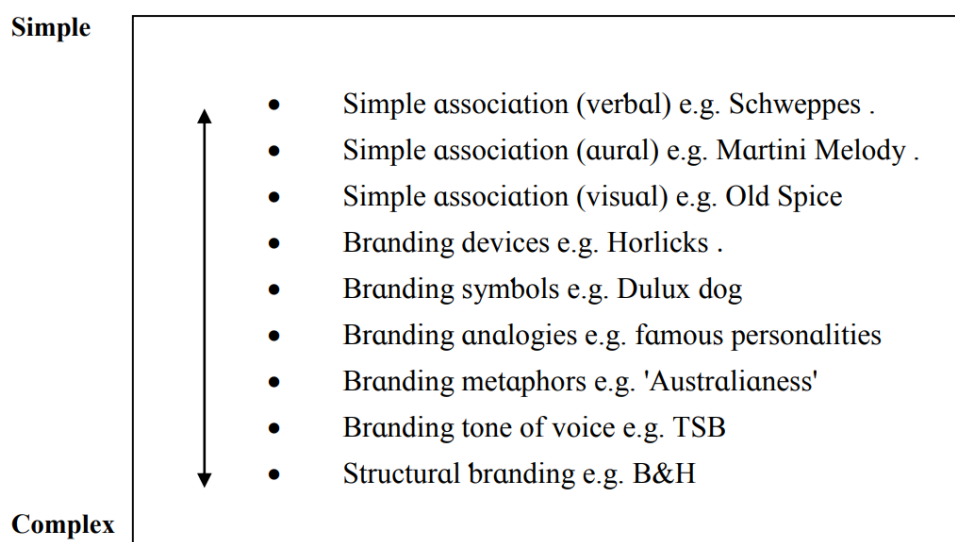 Simple
• Simple association (verbal) e.g. Schweppes .
• Simple association (aural) e.g. Martini Melody .
• Simple association (visual) e.g. Old Spice
• Branding devices e.g. Horlicks .
• Branding symbols e.g. Dulux dog
• Branding analogies e.g. famous personalities
• Branding metaphors e.g. 'Australianess'
• Branding tone of voice e.g. TSB
• Structural branding e.g. B&H
Complex